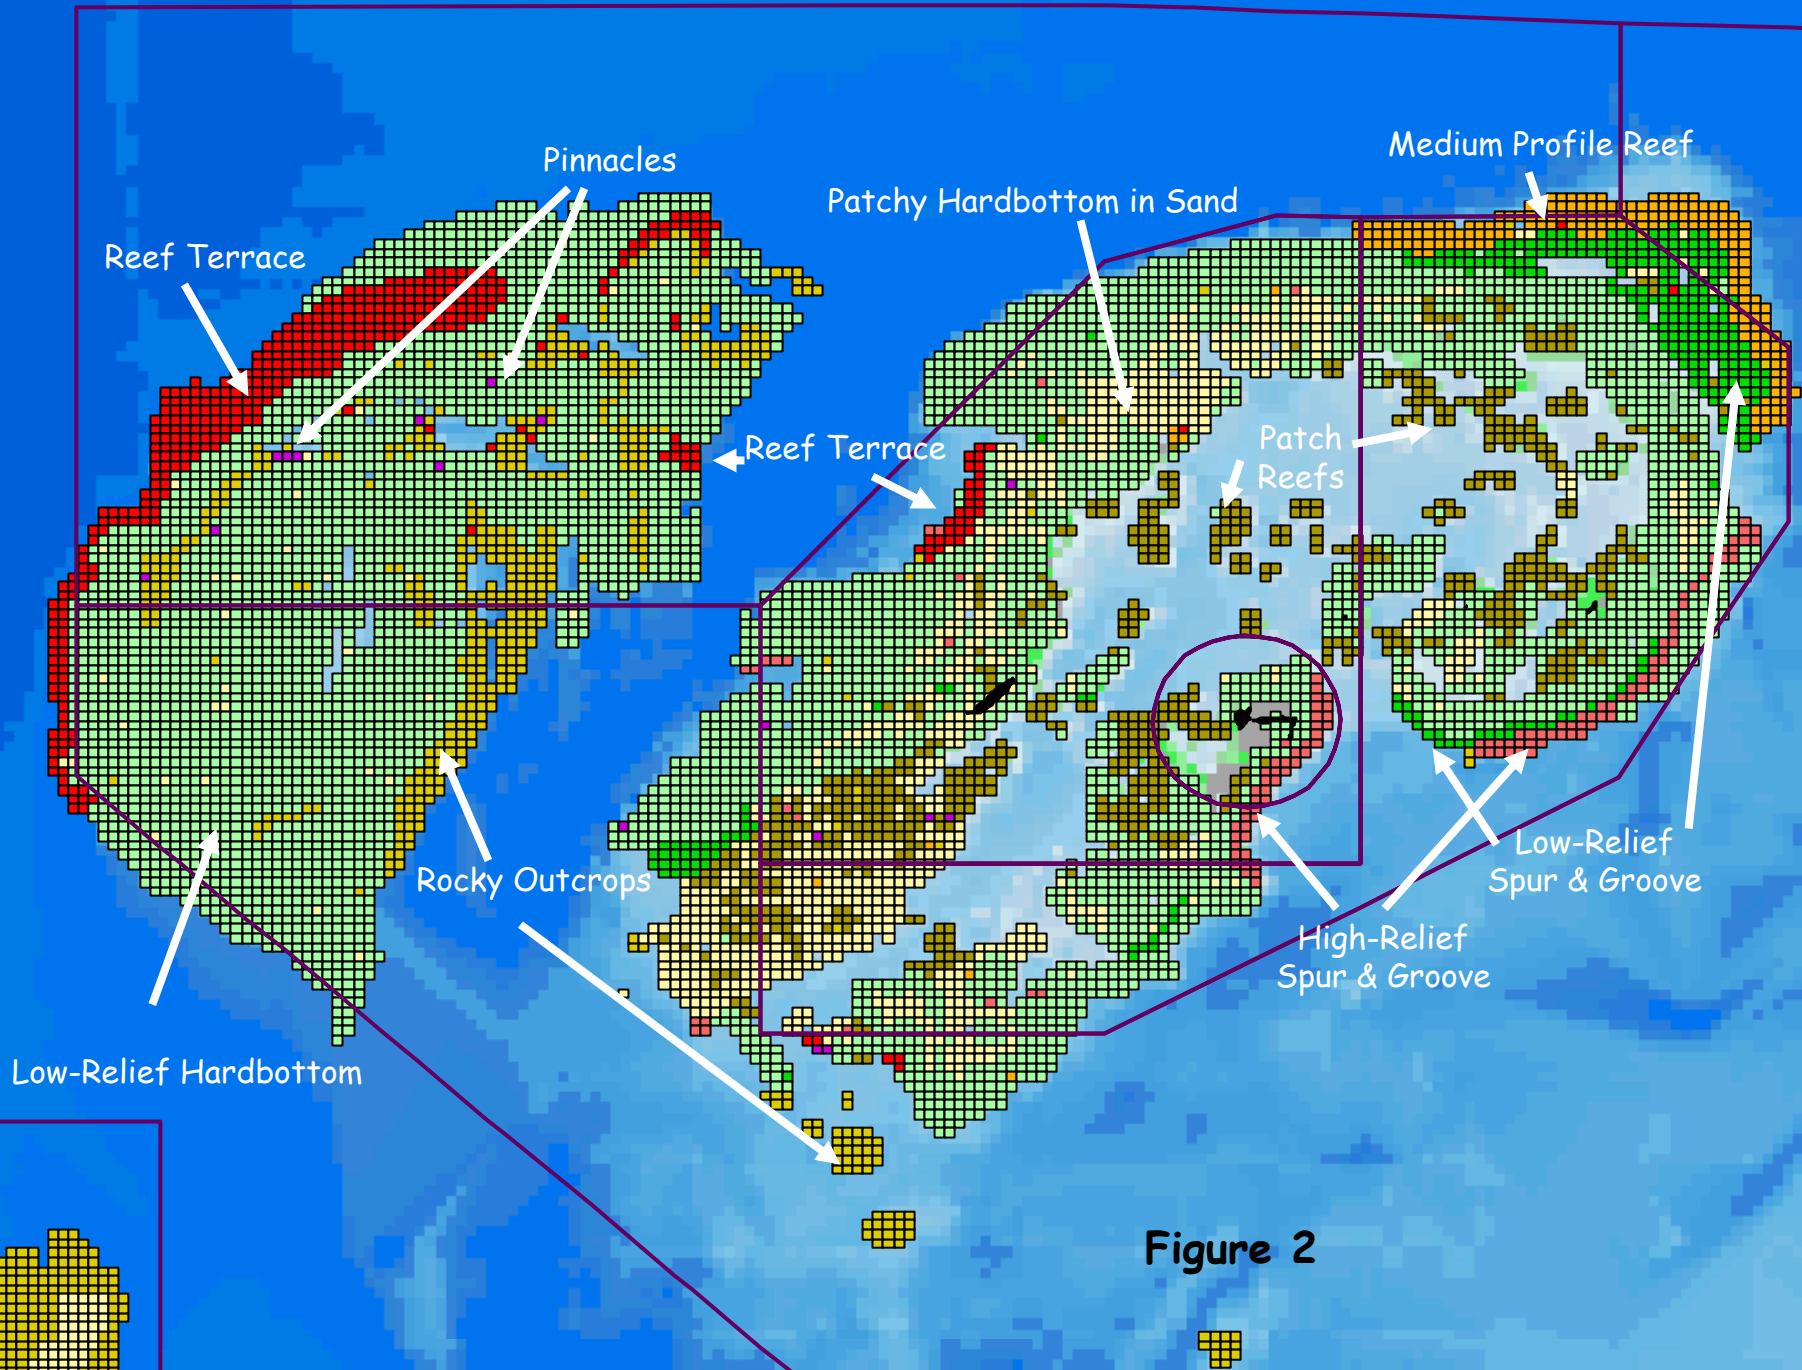 Medium Profile Reef
Pinnacles
Patchy Hardbottom in Sand
Reef Terrace
Reef Terrace
Patch
Reefs
Low-Relief
Spur & Groove
Rocky Outcrops
High-Relief
Spur & Groove
Low-Relief Hardbottom
Figure 2